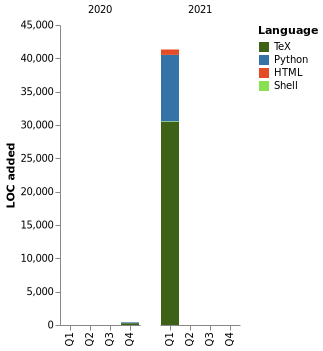 2020 2021
Language
TeX
Python
HTML
Shell
LOC added
45,000
40,000
35,000
30,000
25,000
20,000
15,000
10,000
5,000
0
Q1 Q2 Q3 Q4 Q1 Q2 Q3 Q4